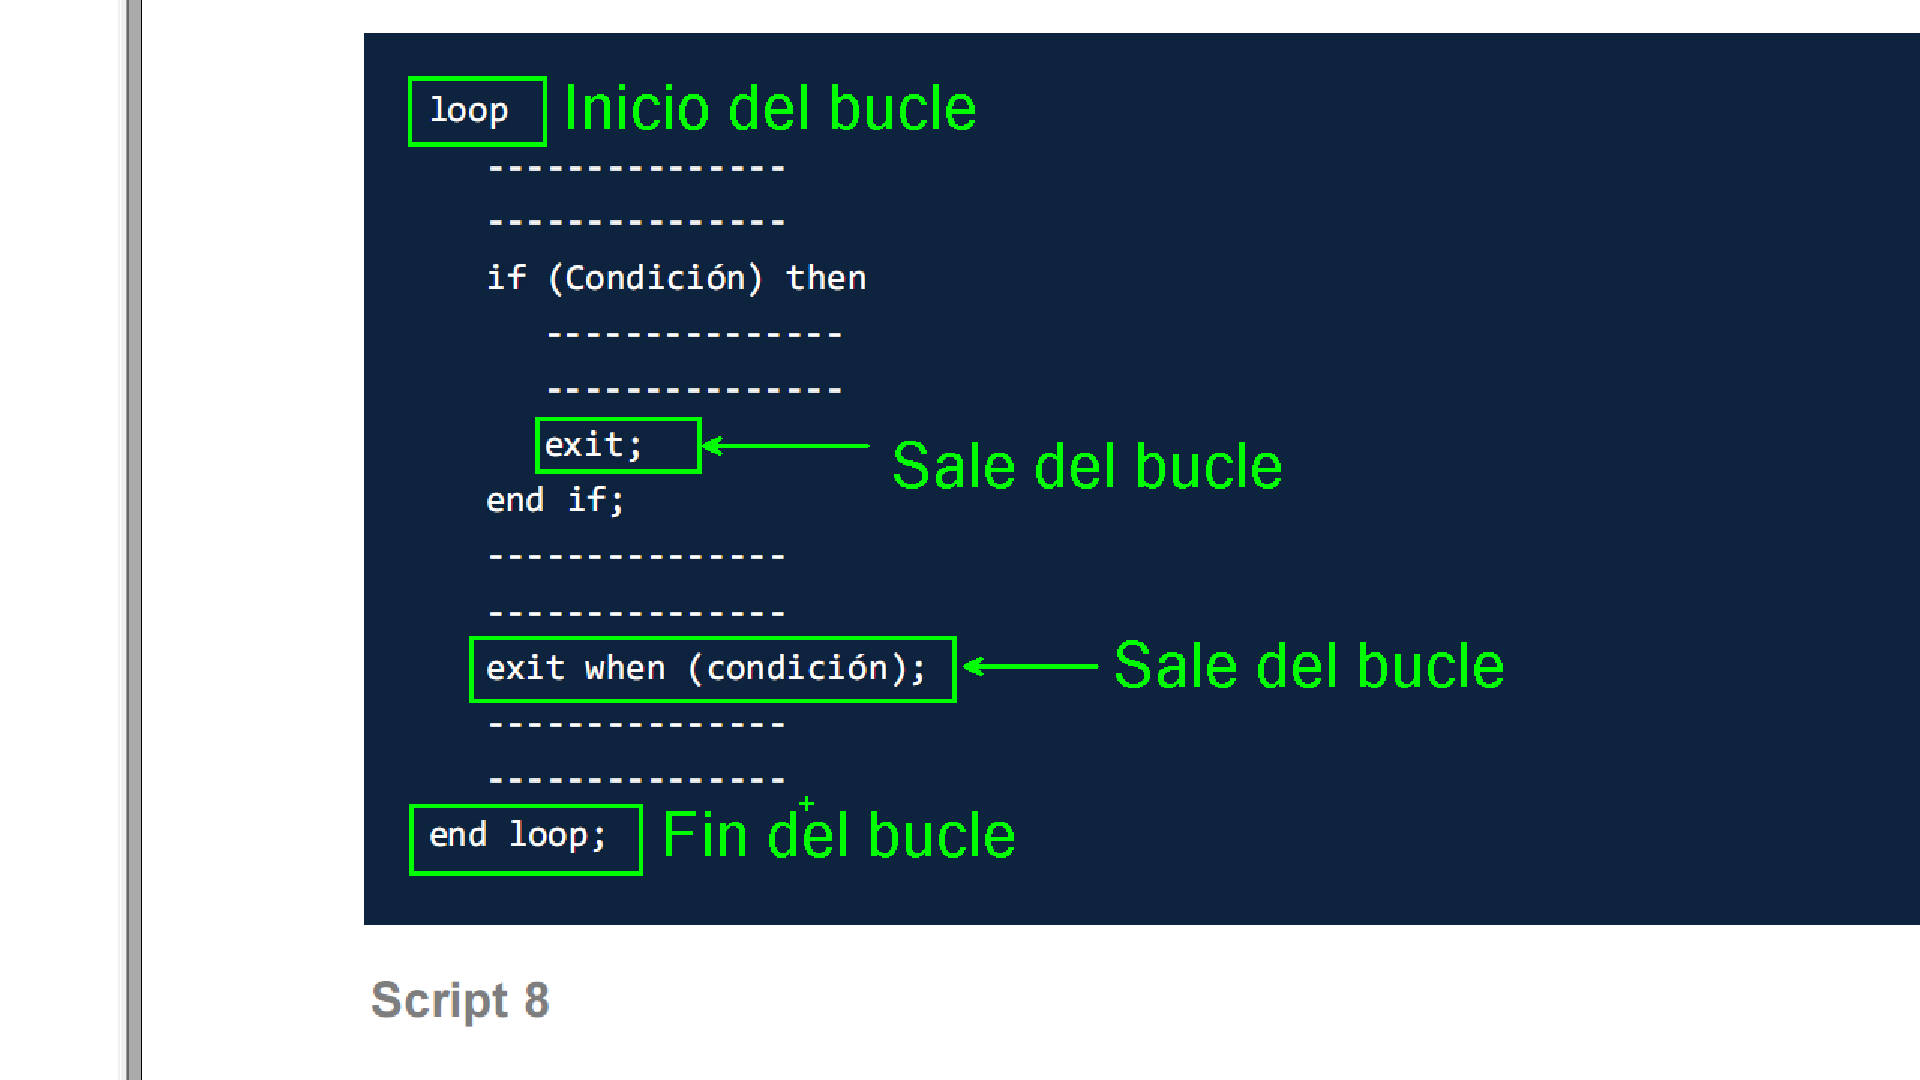 loop Inicio del bucle
---------------
---------------
if (Condición) then
---------------
---------------
exit; Sale del bucle
end if;
---------------
---------------
exit when (condición); Sale del bucle
---------------
---------------
end loop; Fin del bucle
Script 8